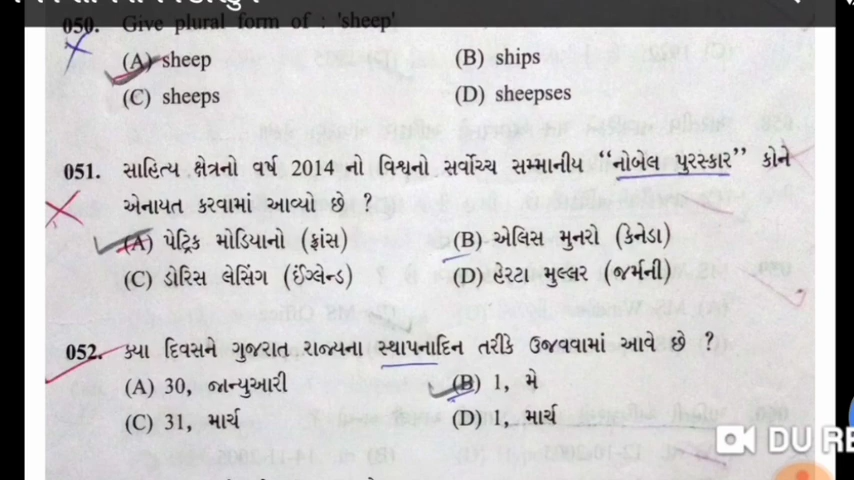 050. Give plural form of : 'sheep'
(A) sheep (B) ships
(C) sheeps (D) sheepses
051. સાહિત્ય ક્ષેત્રનો વર્ષ 2014 નો વિશ્વનો સર્વોચ્ચ સમ્માનીય “નોબેલ પુરસ્કાર” કોને
એનાયત કરવામાં આવ્યો છે ?
(A) પેટ્રિક મોડિયાનો (ફ્રાંસ) (B) એલિસ મુનરો (કેનેડા)
(C) ડોરિસ લેસિંગ (ઈંગ્લેન્ડ) (D) હેરટા મુલ્લર (જર્મની)
052. ક્યા દિવસને ગુજરાત રાજ્યના સ્થાપનાદિન તરીકે ઉજવવામાં આવે છે ?
(A) 30, જાન્યુઆરી (B) 1, મે
(C) 31, માર્ચ (D) 1, માર્ચ
DU RE